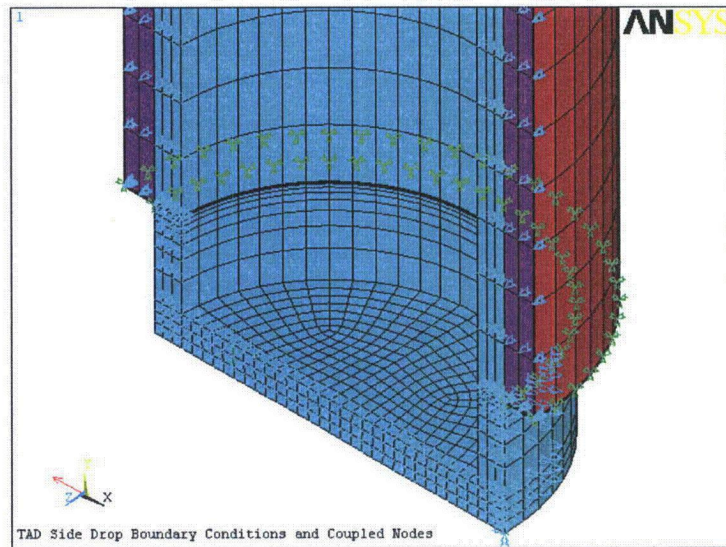 1
ANSYS
Y
Z X
TAD Side Drop Boundary Conditions and Coupled Nodes